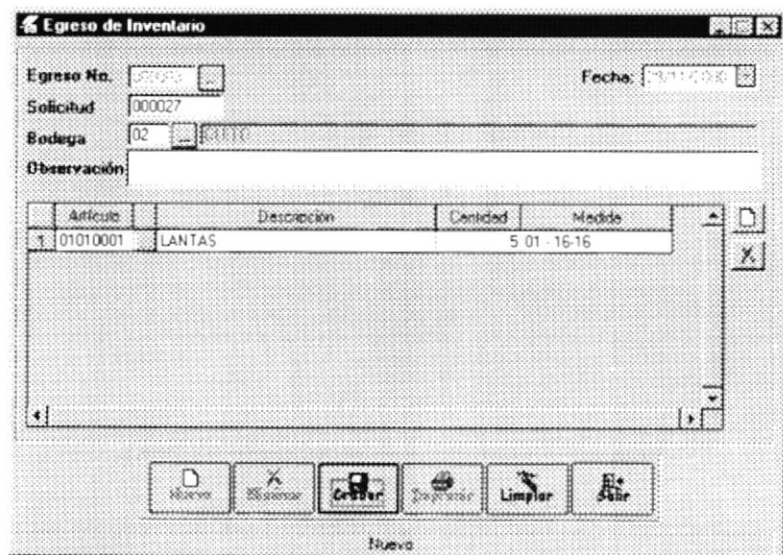 Egreso de Inventario
Egreso No. ... Fecha:
Solicitud 000027
Bodega 02 ... QUITO
Observación
Artículo Descripción Cantidad Medida
1 01010001 LANTAS 5 01 - 16-16
Nuevo Eliminar Grabar Imprimir Limpiar Salir
Nuevo